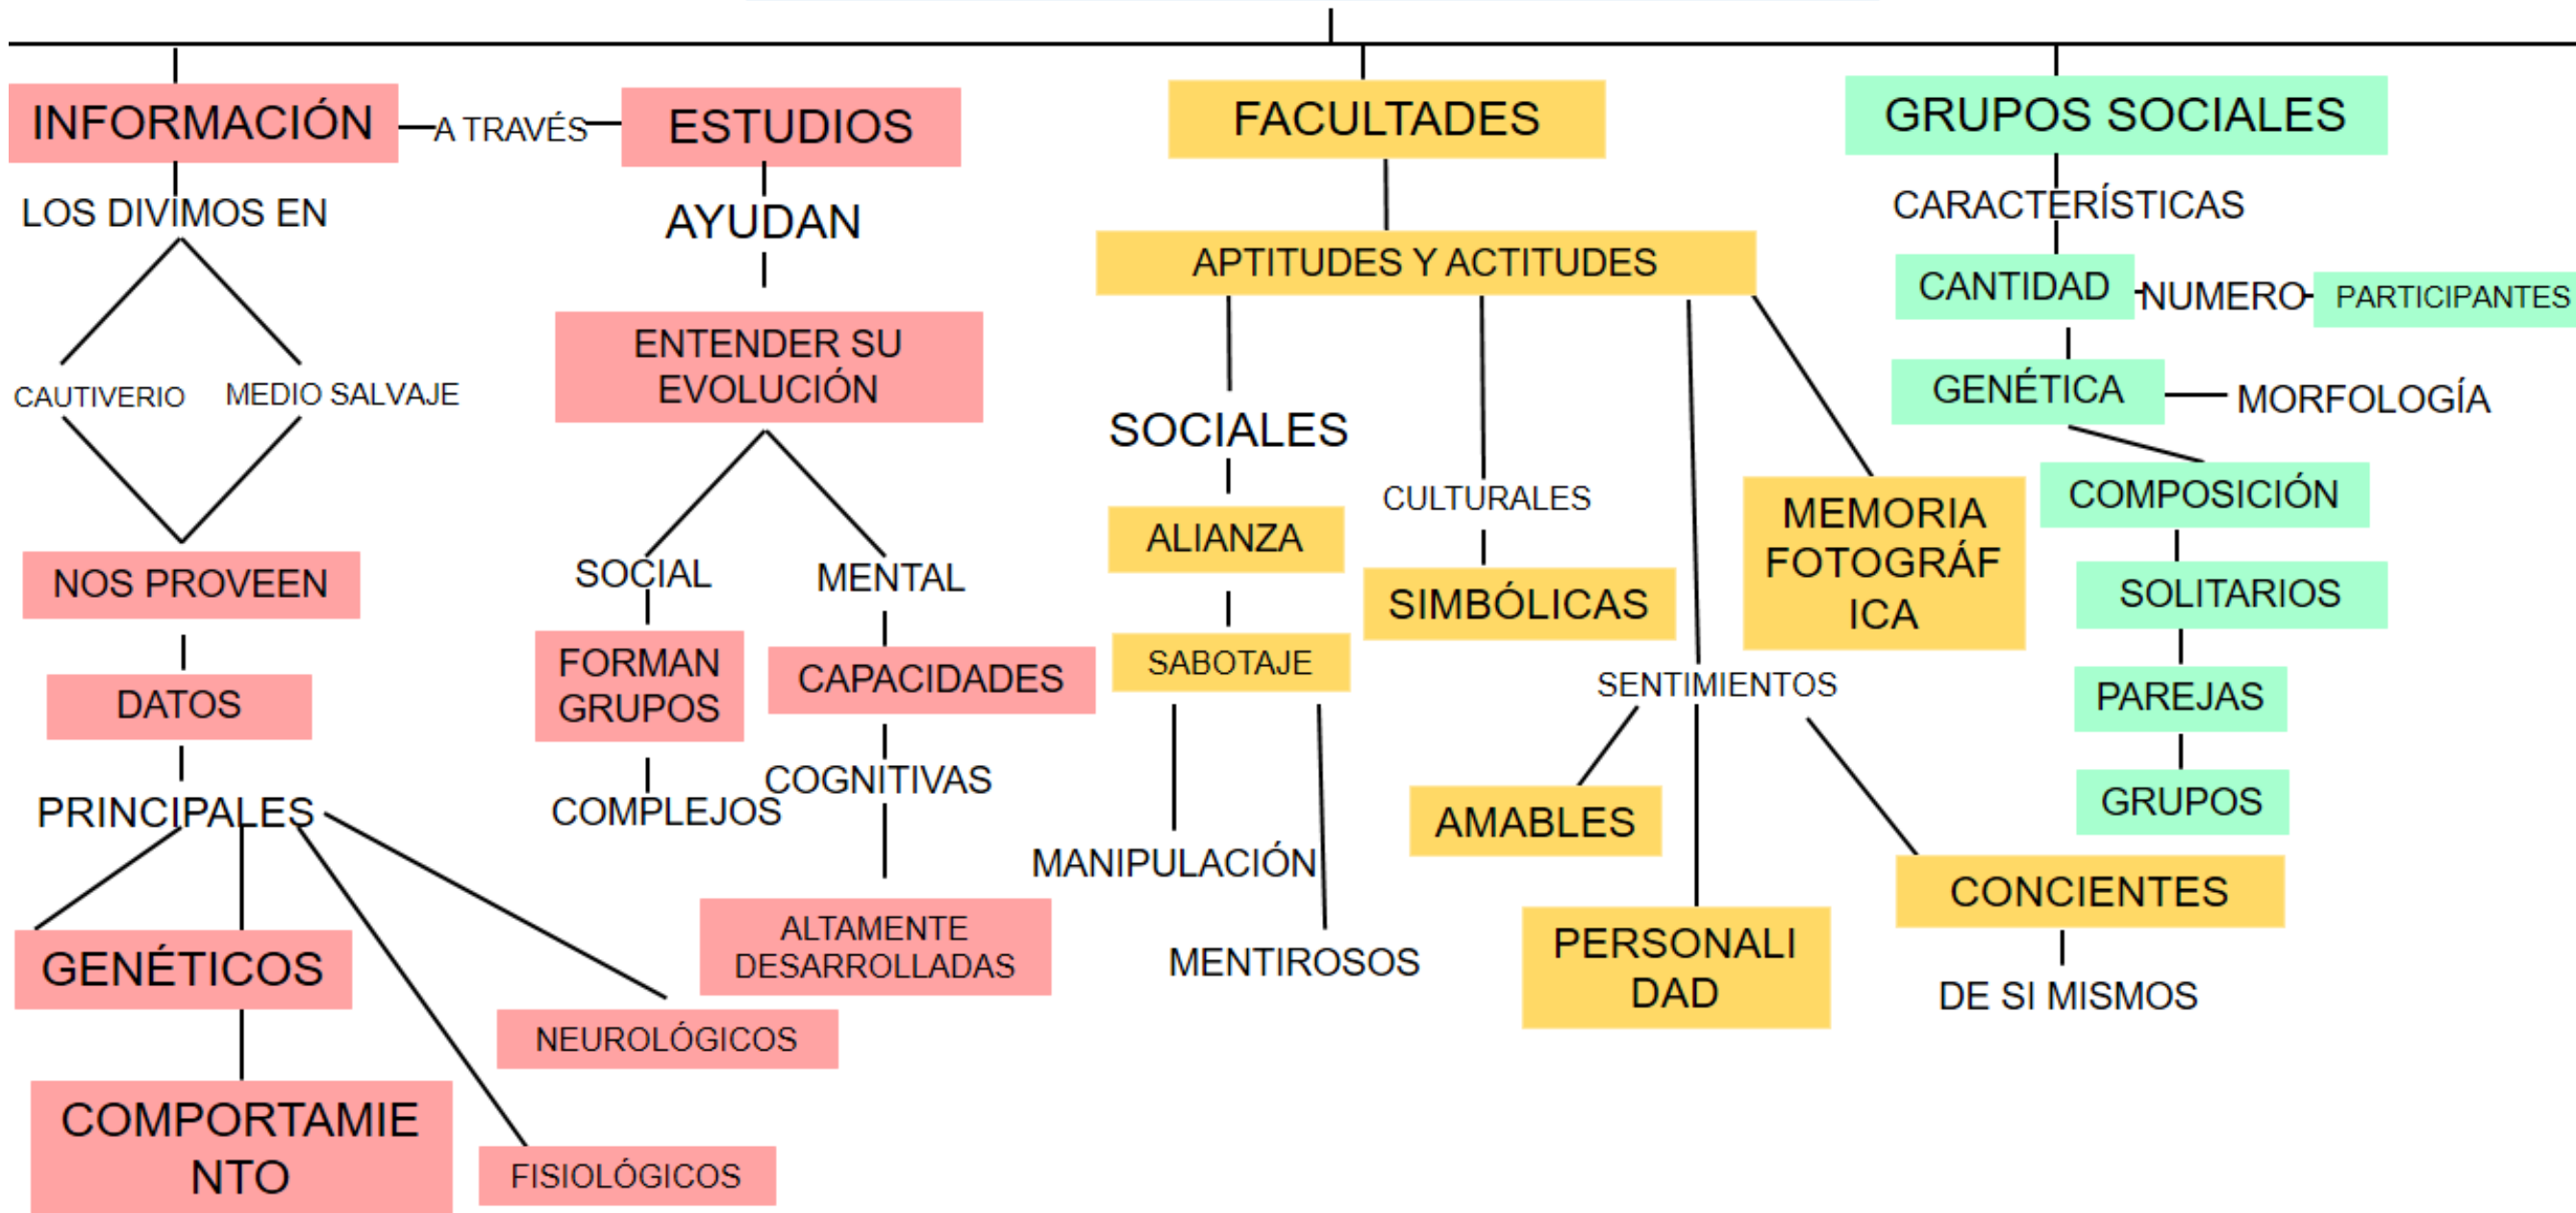 INFORMACIÓN
A TRAVÉS
ESTUDIOS
LOS DIVIMOS EN
CAUTIVERIO
MEDIO SALVAJE
NOS PROVEEN
DATOS
PRINCIPALES
GENÉTICOS
COMPORTAMIE
NTO
NEUROLÓGICOS
FISIOLÓGICOS
AYUDAN
ENTENDER SU
EVOLUCIÓN
SOCIAL
FORMAN
GRUPOS
COMPLEJOS
MENTAL
CAPACIDADES
COGNITIVAS
ALTAMENTE
DESARROLLADAS
FACULTADES
APTITUDES Y ACTITUDES
SOCIALES
ALIANZA
SABOTAJE
MANIPULACIÓN
MENTIROSOS
CULTURALES
SIMBÓLICAS
SENTIMIENTOS
AMABLES
PERSONALI
DAD
CONCIENTES
DE SI MISMOS
MEMORIA
FOTOGRÁF
ICA
GRUPOS SOCIALES
CARACTERÍSTICAS
CANTIDAD
NUMERO
PARTICIPANTES
GENÉTICA
MORFOLOGÍA
COMPOSICIÓN
SOLITARIOS
PAREJAS
GRUPOS